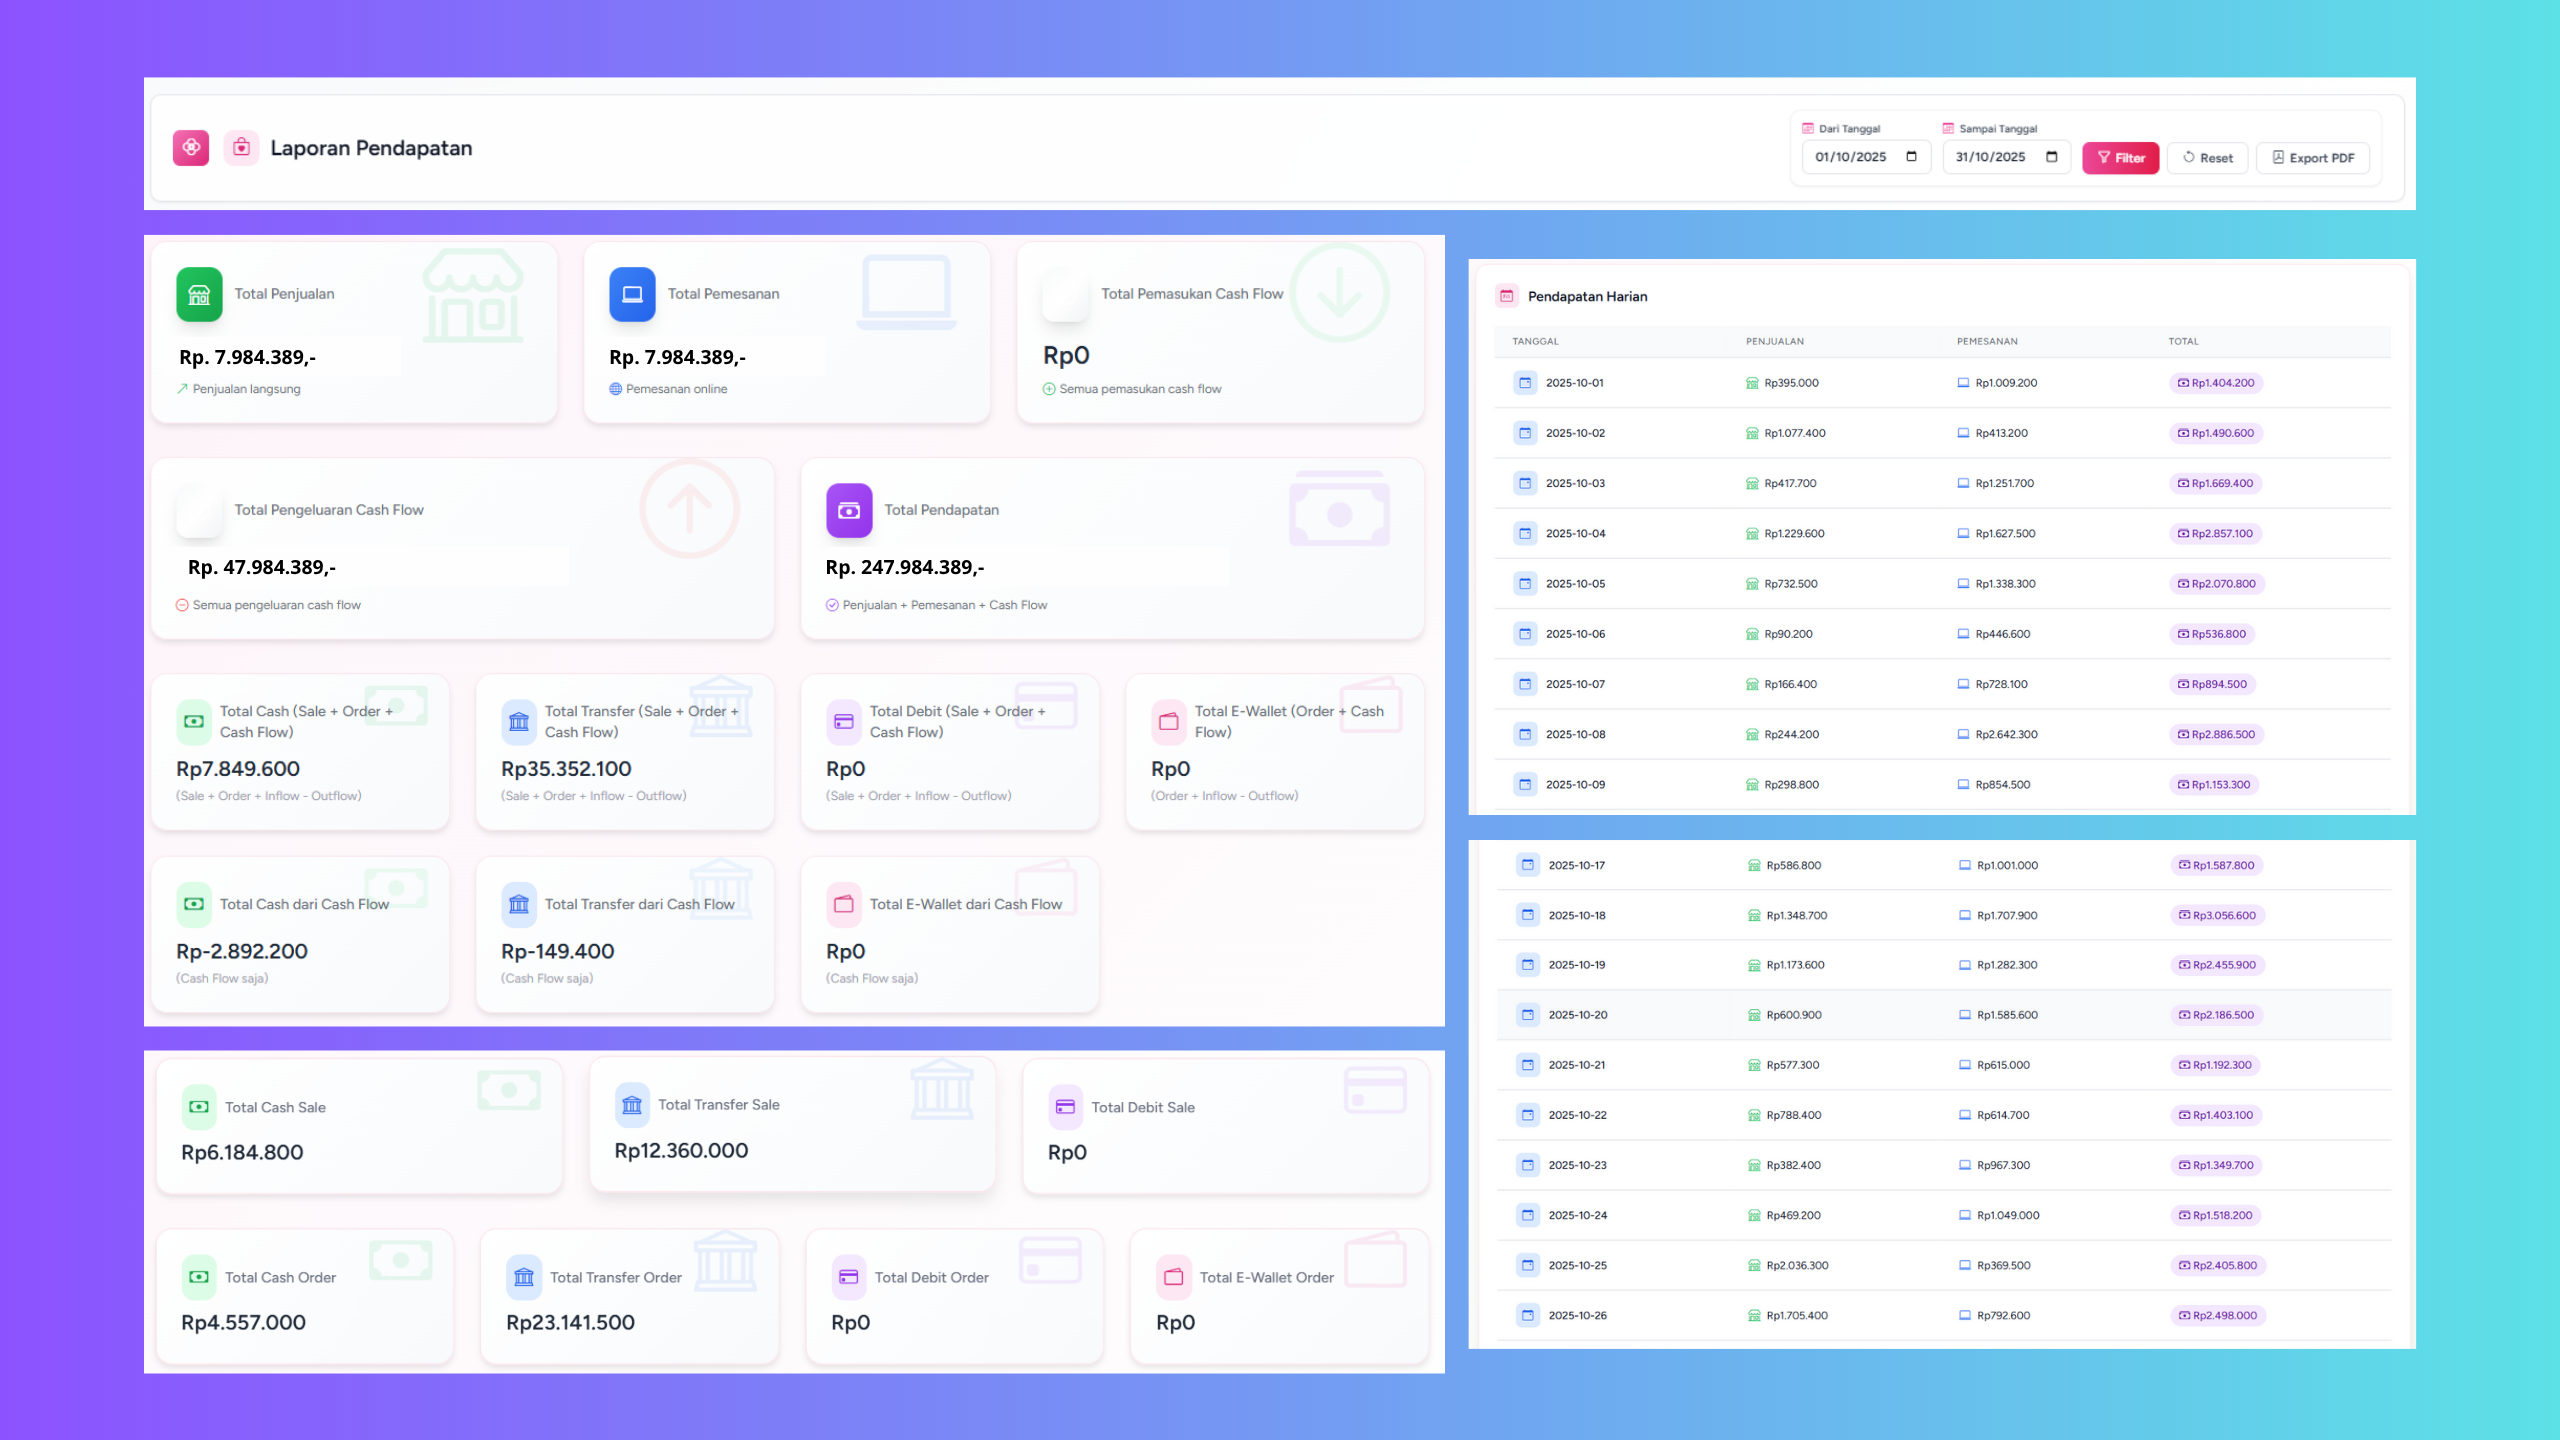 Laporan Pendapatan
Dari Tanggal
Sampai Tanggal
01/10/2025
31/10/2025
Filter
Reset
Export PDF
Total Penjualan
Rp. 7.984.389,-
Penjualan langsung
Total Pemesanan
Rp. 7.984.389,-
Pemesanan online
Total Pemasukan Cash Flow
Rp0
Semua pemasukan cash flow
Total Pengeluaran Cash Flow
Rp. 47.984.389,-
Semua pengeluaran cash flow
Total Pendapatan
Rp. 247.984.389,-
Penjualan + Pemesanan + Cash Flow
Total Cash (Sale + Order +
Cash Flow)
Rp7.849.600
(Sale + Order + Inflow - Outflow)
Total Transfer (Sale + Order +
Cash Flow)
Rp35.352.100
(Sale + Order + Inflow - Outflow)
Total Debit (Sale + Order +
Cash Flow)
Rp0
(Sale + Order + Inflow - Outflow)
Total E-Wallet (Order + Cash
Flow)
Rp0
(Order + Inflow - Outflow)
Total Cash dari Cash Flow
Rp-2.892.200
(Cash Flow saja)
Total Transfer dari Cash Flow
Rp-149.400
(Cash Flow saja)
Total E-Wallet dari Cash Flow
Rp0
(Cash Flow saja)
Total Cash Sale
Rp6.184.800
Total Transfer Sale
Rp12.360.000
Total Debit Sale
Rp0
Total Cash Order
Rp4.557.000
Total Transfer Order
Rp23.141.500
Total Debit Order
Rp0
Total E-Wallet Order
Rp0
Pendapatan Harian
TANGGAL PENJUALAN PEMESANAN TOTAL
2025-10-01 Rp395.000 Rp1.009.200 Rp1.404.200
2025-10-02 Rp1.077.400 Rp413.200 Rp1.490.600
2025-10-03 Rp417.700 Rp1.251.700 Rp1.669.400
2025-10-04 Rp1.229.600 Rp1.627.500 Rp2.857.100
2025-10-05 Rp732.500 Rp1.338.300 Rp2.070.800
2025-10-06 Rp90.200 Rp446.600 Rp536.800
2025-10-07 Rp166.400 Rp728.100 Rp894.500
2025-10-08 Rp244.200 Rp2.642.300 Rp2.886.500
2025-10-09 Rp298.800 Rp854.500 Rp1.153.300
2025-10-17 Rp586.800 Rp1.001.000 Rp1.587.800
2025-10-18 Rp1.348.700 Rp1.707.900 Rp3.056.600
2025-10-19 Rp1.173.600 Rp1.282.300 Rp2.455.900
2025-10-20 Rp600.900 Rp1.585.600 Rp2.186.500
2025-10-21 Rp577.300 Rp615.000 Rp1.192.300
2025-10-22 Rp788.400 Rp614.700 Rp1.403.100
2025-10-23 Rp382.400 Rp967.300 Rp1.349.700
2025-10-24 Rp469.200 Rp1.049.000 Rp1.518.200
2025-10-25 Rp2.036.300 Rp369.500 Rp2.405.800
2025-10-26 Rp1.705.400 Rp792.600 Rp2.498.000